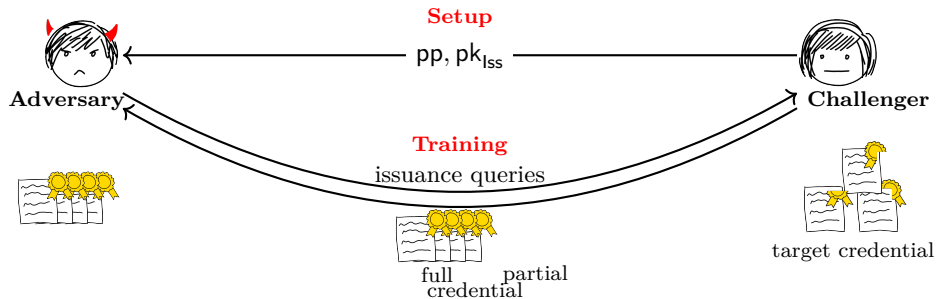 Setup
pp, pk_Iss
Adversary
Challenger
Training
issuance queries
full partial
credential
target credential